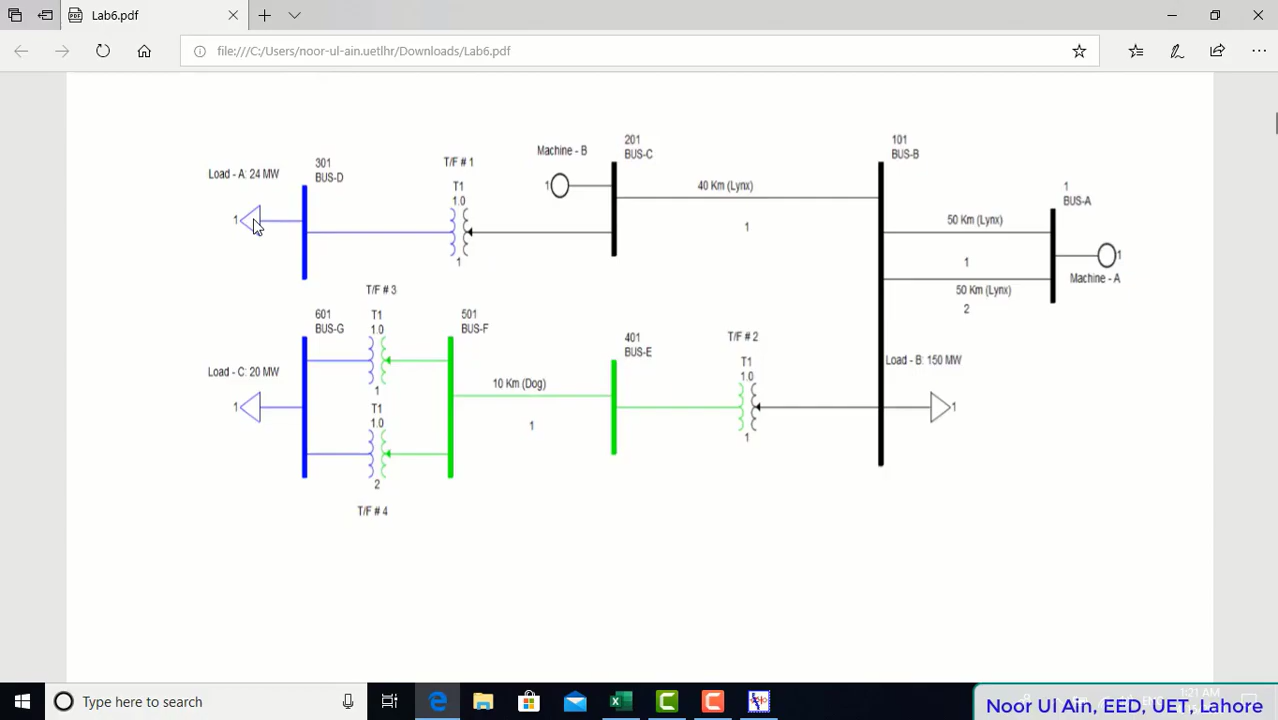 Lab6.pdf
file:///C:/Users/noor-ul-ain.uetlhr/Downloads/Lab6.pdf
Load - A: 24 MW
1
301
BUS-D
T/F # 1
T1
1.0
1
Machine - B
1
201
BUS-C
40 Km (Lynx)
1
101
BUS-B
50 Km (Lynx)
1
50 Km (Lynx)
2
1
BUS-A
1
Machine - A
T/F # 3
Load - C: 20 MW
1
601
BUS-G
T1
1.0
1
T1
1.0
2
T/F # 4
501
BUS-F
10 Km (Dog)
1
401
BUS-E
T/F # 2
T1
1.0
1
Load - B: 150 MW
1
Type here to search
1:21 AM
Noor Ul Ain, EED, UET, Lahore